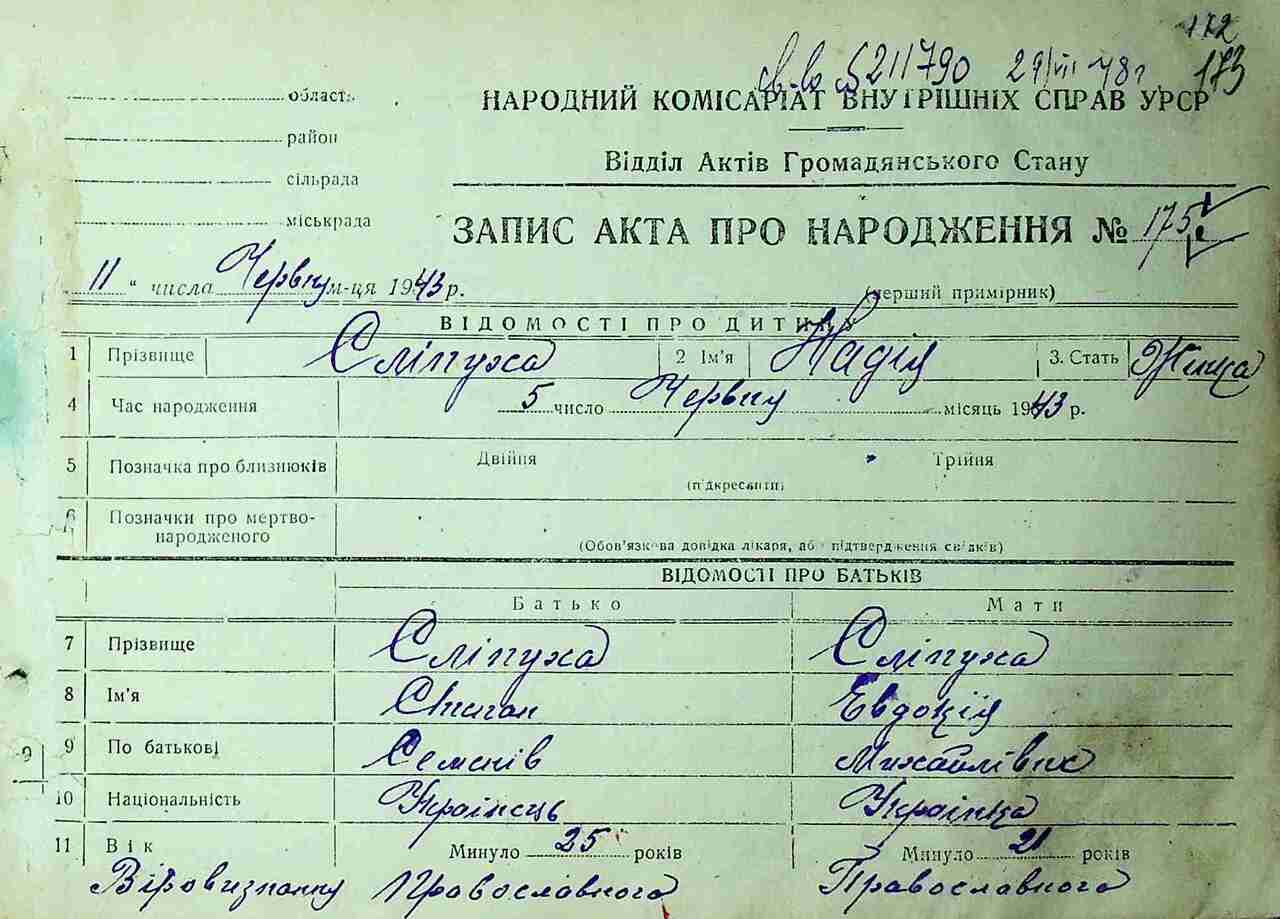 172
св-во 5211790 29/VII 48г 173
область НАРОДНИЙ КОМІСАРІАТ ВНУТРІШНІХ СПРАВ УРСР
район
Відділ Актів Громадянського Стану
сільрада
міськрада
ЗАПИС АКТА ПРО НАРОДЖЕННЯ № 175
11 " числа Червня м-ця 1943 р. (перший примірник)
ВІДОМОСТІ ПРО ДИТИНУ
1 Прізвище Сліпуха 2 Ім'я Надія 3. Стать
4 Час народження 5 число Червня місяць 1943 р.
5 Позначка про близнюків Двійня Трійня
(підкреслити)
6 Позначки про мертво-
народженого
(Обов'язкова довідка лікаря, або підтвердження свідків)
ВІДОМОСТІ ПРО БАТЬКІВ
Батько Мати
7 Прізвище Сліпуха Сліпуха
8 Ім'я Степан Евдокія
9 9 По батькові Семенів
10 Національність Українець Українка
11 Вік Минуло 25 років Минуло 21 років
Віровизнання Православного Православного